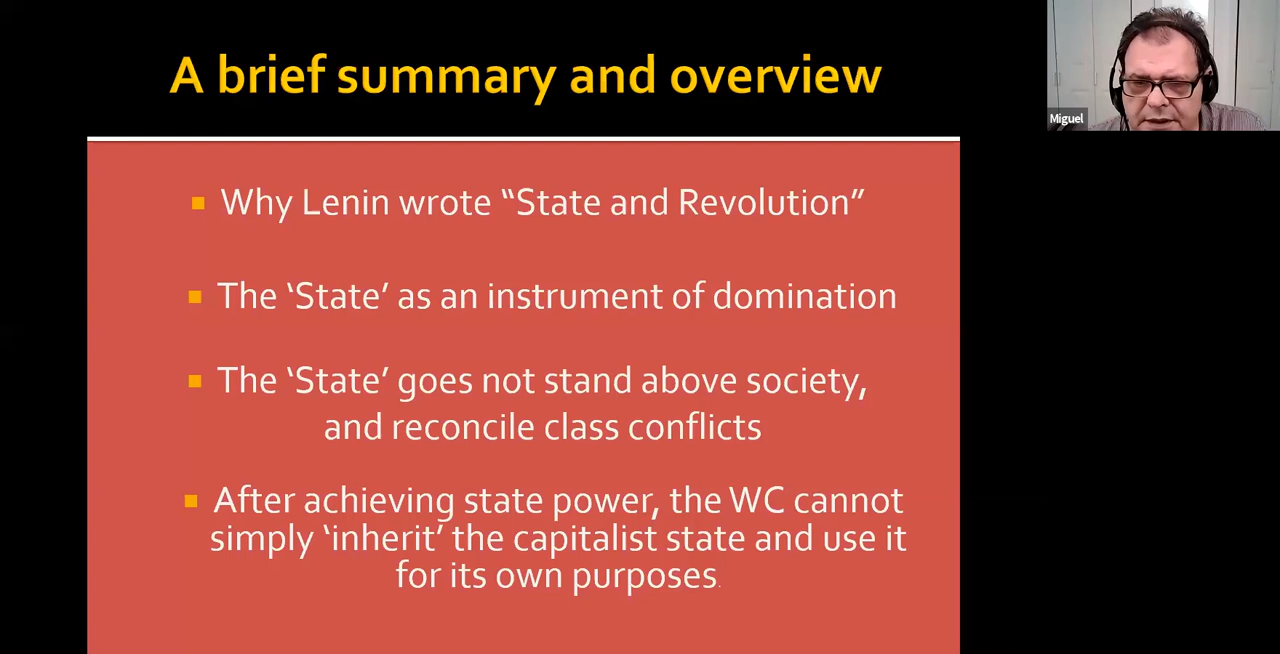 A brief summary and overview
Miguel
Why Lenin wrote “State and Revolution”
The ‘State’ as an instrument of domination
The ‘State’ goes not stand above society,
and reconcile class conflicts
After achieving state power, the WC cannot
simply ‘inherit’ the capitalist state and use it
for its own purposes.